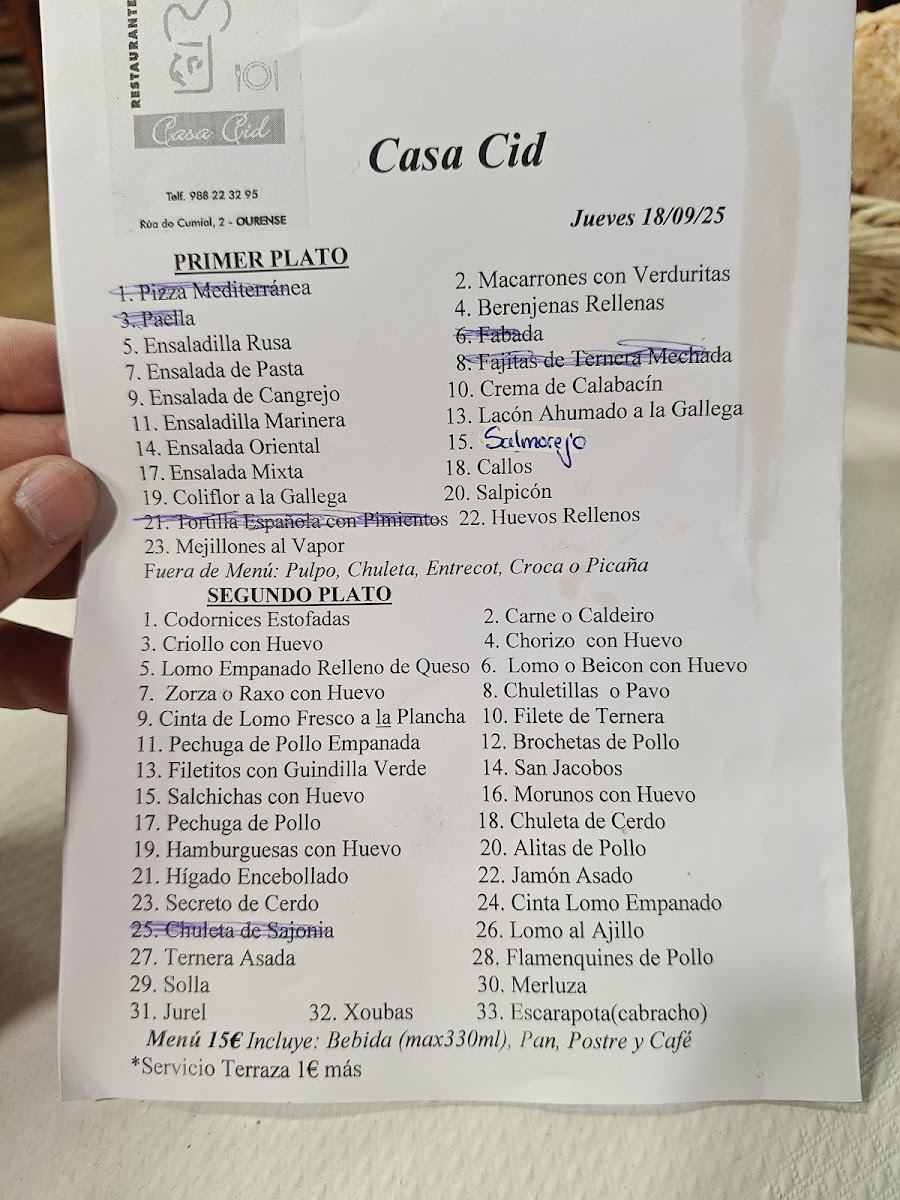 RESTAURANTE
Casa Cid
Telf. 988 22 32 95
Rúa do Cumial, 2 - OURENSE
Casa Cid
Jueves 18/09/25
PRIMER PLATO
1. Pizza Mediterránea
2. Macarrones con Verduritas
3. Paella
4. Berenjenas Rellenas
5. Ensaladilla Rusa
6. Fabada
7. Ensalada de Pasta
8. Fajitas de Ternera Mechada
9. Ensalada de Cangrejo
10. Crema de Calabacín
11. Ensaladilla Marinera
13. Lacón Ahumado a la Gallega
14. Ensalada Oriental
15. Salmorejo
17. Ensalada Mixta
18. Callos
19. Coliflor a la Gallega
20. Salpicón
21. Tortilla Española con Pimientos
22. Huevos Rellenos
23. Mejillones al Vapor
Fuera de Menú: Pulpo, Chuleta, Entrecot, Croca o Picaña
SEGUNDO PLATO
1. Codornices Estofadas
2. Carne o Caldeiro
3. Criollo con Huevo
4. Chorizo con Huevo
5. Lomo Empanado Relleno de Queso
6. Lomo o Beicon con Huevo
7. Zorza o Raxo con Huevo
8. Chuletillas o Pavo
9. Cinta de Lomo Fresco a la Plancha
10. Filete de Ternera
11. Pechuga de Pollo Empanada
12. Brochetas de Pollo
13. Filetitos con Guindilla Verde
14. San Jacobos
15. Salchichas con Huevo
16. Morunos con Huevo
17. Pechuga de Pollo
18. Chuleta de Cerdo
19. Hamburguesas con Huevo
20. Alitas de Pollo
21. Hígado Encebollado
22. Jamón Asado
23. Secreto de Cerdo
24. Cinta Lomo Empanado
25. Chuleta de Sajonia
26. Lomo al Ajillo
27. Ternera Asada
28. Flamenquines de Pollo
29. Solla
30. Merluza
31. Jurel
32. Xoubas
33. Escarapota(cabracho)
Menú 15€ Incluye: Bebida (max330ml), Pan, Postre y Café
*Servicio Terraza 1€ más